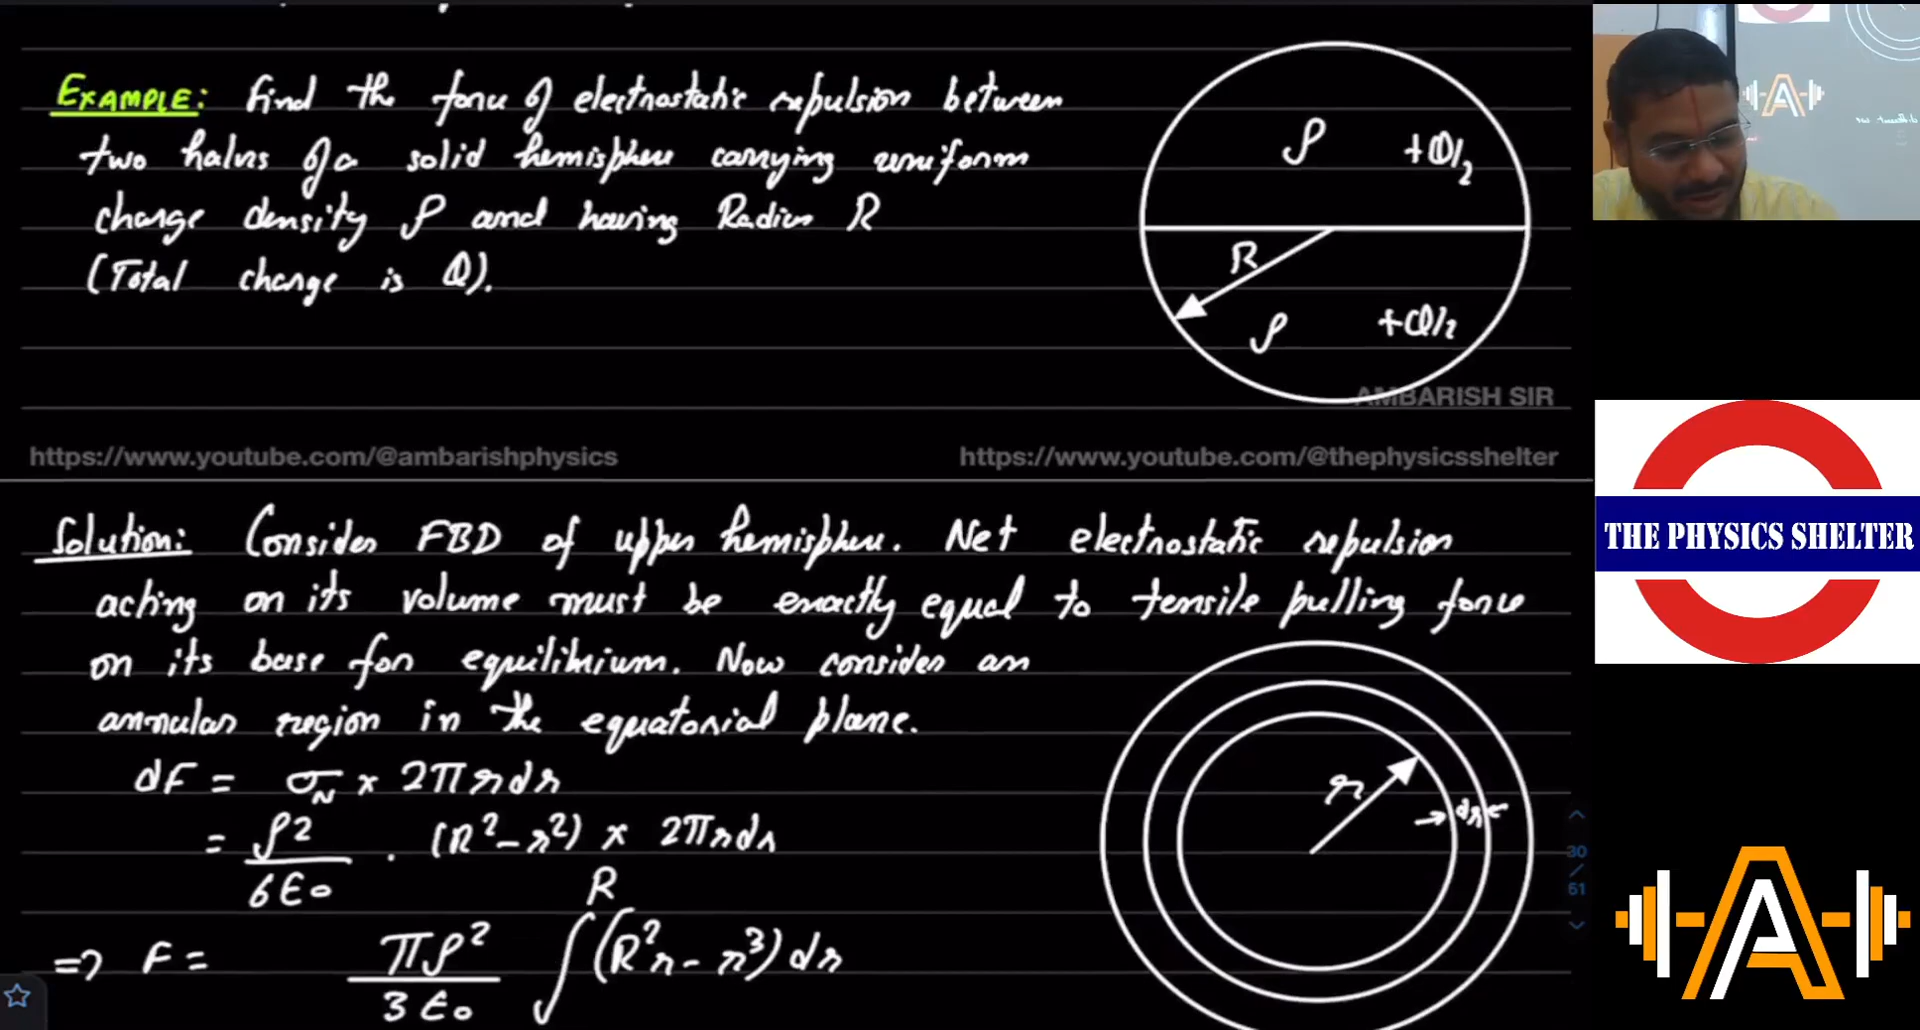 EXAMPLE: Find the force of electrostatic repulsion between
two halves of a solid hemisphere carrying uniform
charge density ρ and having Radius R
(Total charge is Q).
ρ +Q/2
R
ρ +Q/2
AMBARISH SIR
https://www.youtube.com/@ambarishphysics
https://www.youtube.com/@thephysicsshelter
Solution: Consider FBD of upper hemisphere. Net electrostatic repulsion
acting on its volume must be exactly equal to tensile pulling force
on its base for equilibrium. Now consider an
annular region in the equatorial plane.
dF = σN × 2πrdr
= ρ²/6ε₀ . (R²-r²) × 2πrdr
=> F = πρ²/3ε₀ ∫ᴿ (R²r - r³) dr
r
dr
30
/
51
THE PHYSICS SHELTER
A
A